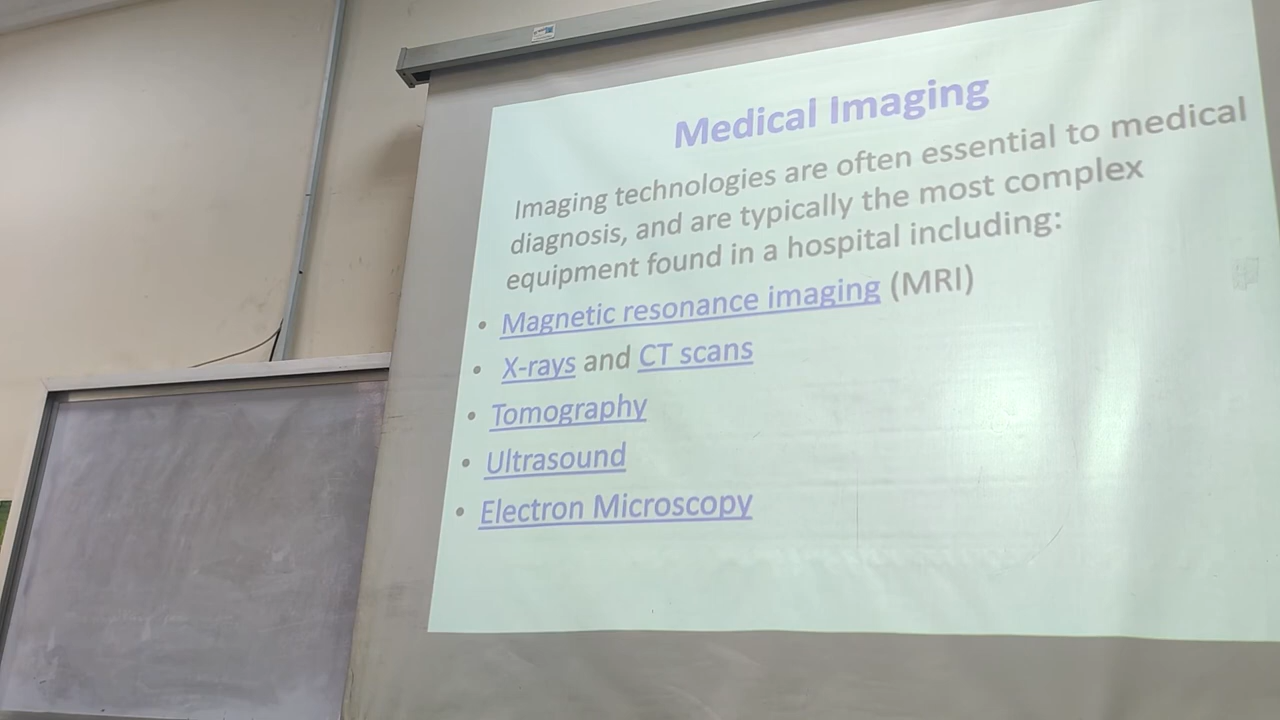 Medical Imaging
Imaging technologies are often essential to medical
diagnosis, and are typically the most complex
equipment found in a hospital including:
• Magnetic resonance imaging (MRI)
• X-rays and CT scans
• Tomography
• Ultrasound
• Electron Microscopy